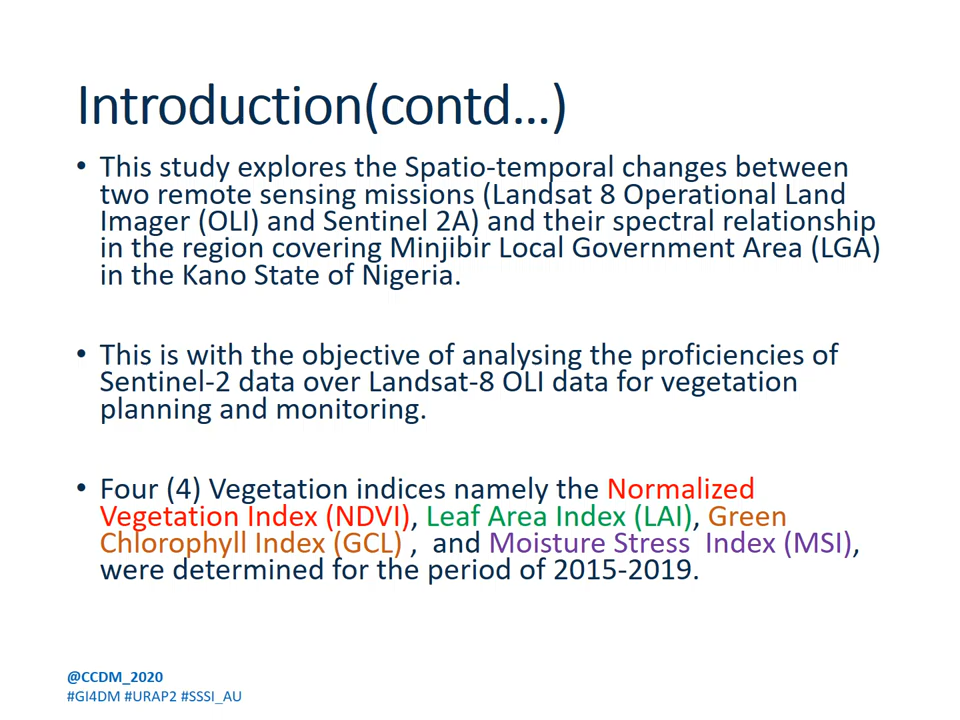 Introduction(contd...)
• This study explores the Spatio-temporal changes between
two remote sensing missions (Landsat 8 Operational Land
Imager (OLI) and Sentinel 2A) and their spectral relationship
in the region covering Minjibir Local Government Area (LGA)
in the Kano State of Nigeria.
• This is with the objective of analysing the proficiencies of
Sentinel-2 data over Landsat-8 OLI data for vegetation
planning and monitoring.
• Four (4) Vegetation indices namely the Normalized
Vegetation Index (NDVI), Leaf Area Index (LAI), Green
Chlorophyll Index (GCL) ,  and Moisture Stress  Index (MSI),
were determined for the period of 2015-2019.
@CCDM_2020
#GI4DM #URAP2 #SSSI_AU